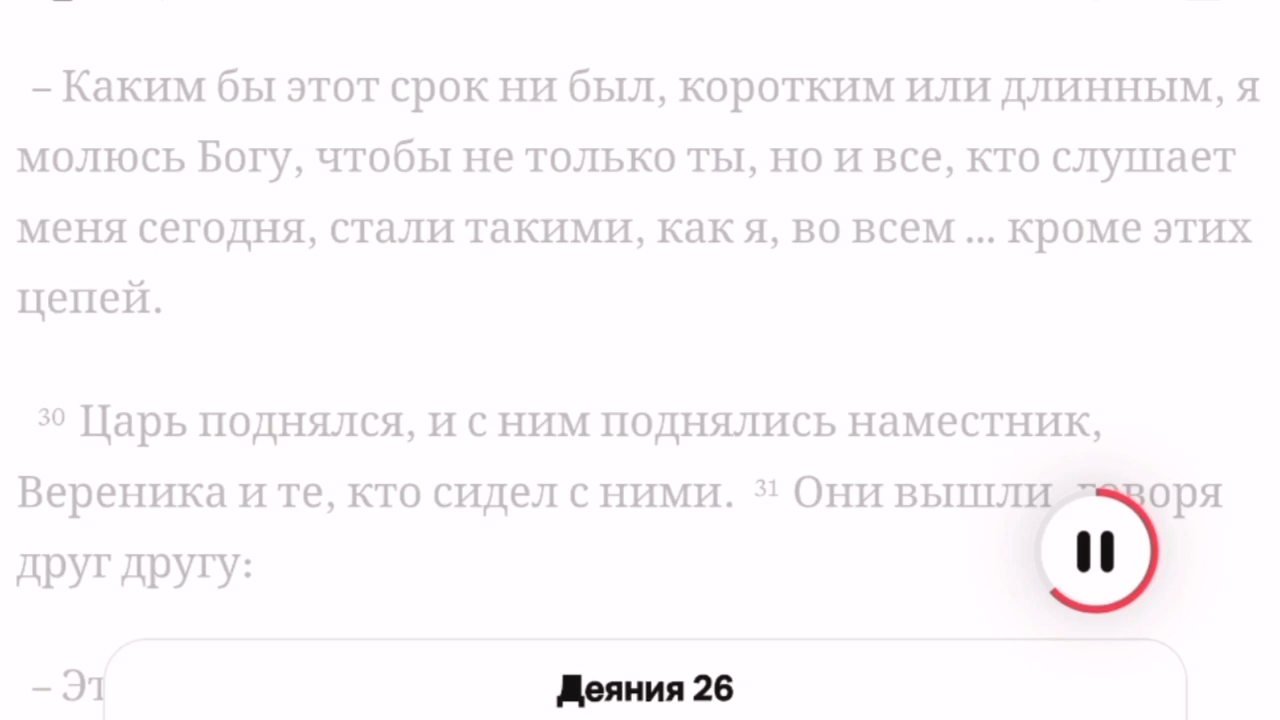 – Каким бы этот срок ни был, коротким или длинным, я
молюсь Богу, чтобы не только ты, но и все, кто слушает
меня сегодня, стали такими, как я, во всем ... кроме этих
цепей.
30 Царь поднялся, и с ним поднялись наместник,
Вереника и те, кто сидел с ними. 31 Они вышли, говоря
друг другу:
– Эт
Деяния 26